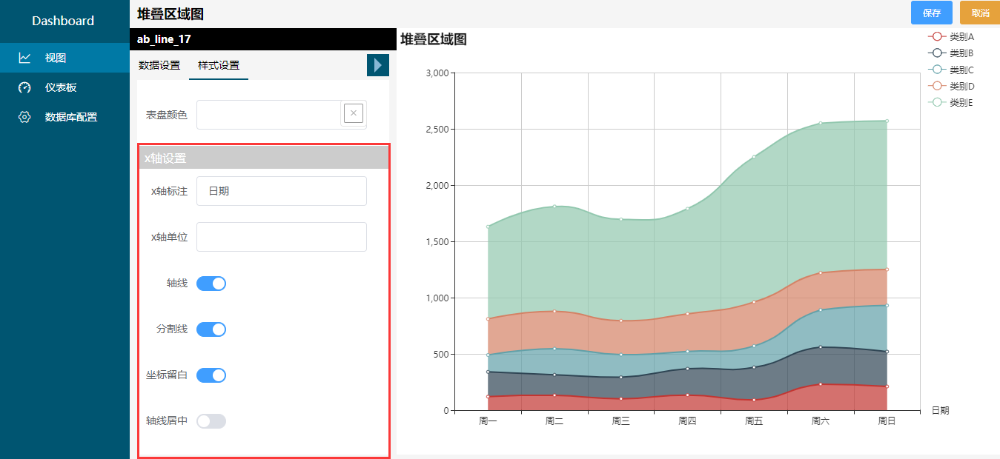 Dashboard
视图
仪表板
数据库配置
堆叠区域图
保存
取消
ab_line_17
数据设置
样式设置
表盘颜色
x轴设置
x轴标注
日期
x轴单位
轴线
分割线
坐标留白
轴线居中
堆叠区域图
类别A
类别B
类别C
类别D
类别E
3,000
2,500
2,000
1,500
1,000
500
0
周一
周二
周三
周四
周五
周六
周日
日期